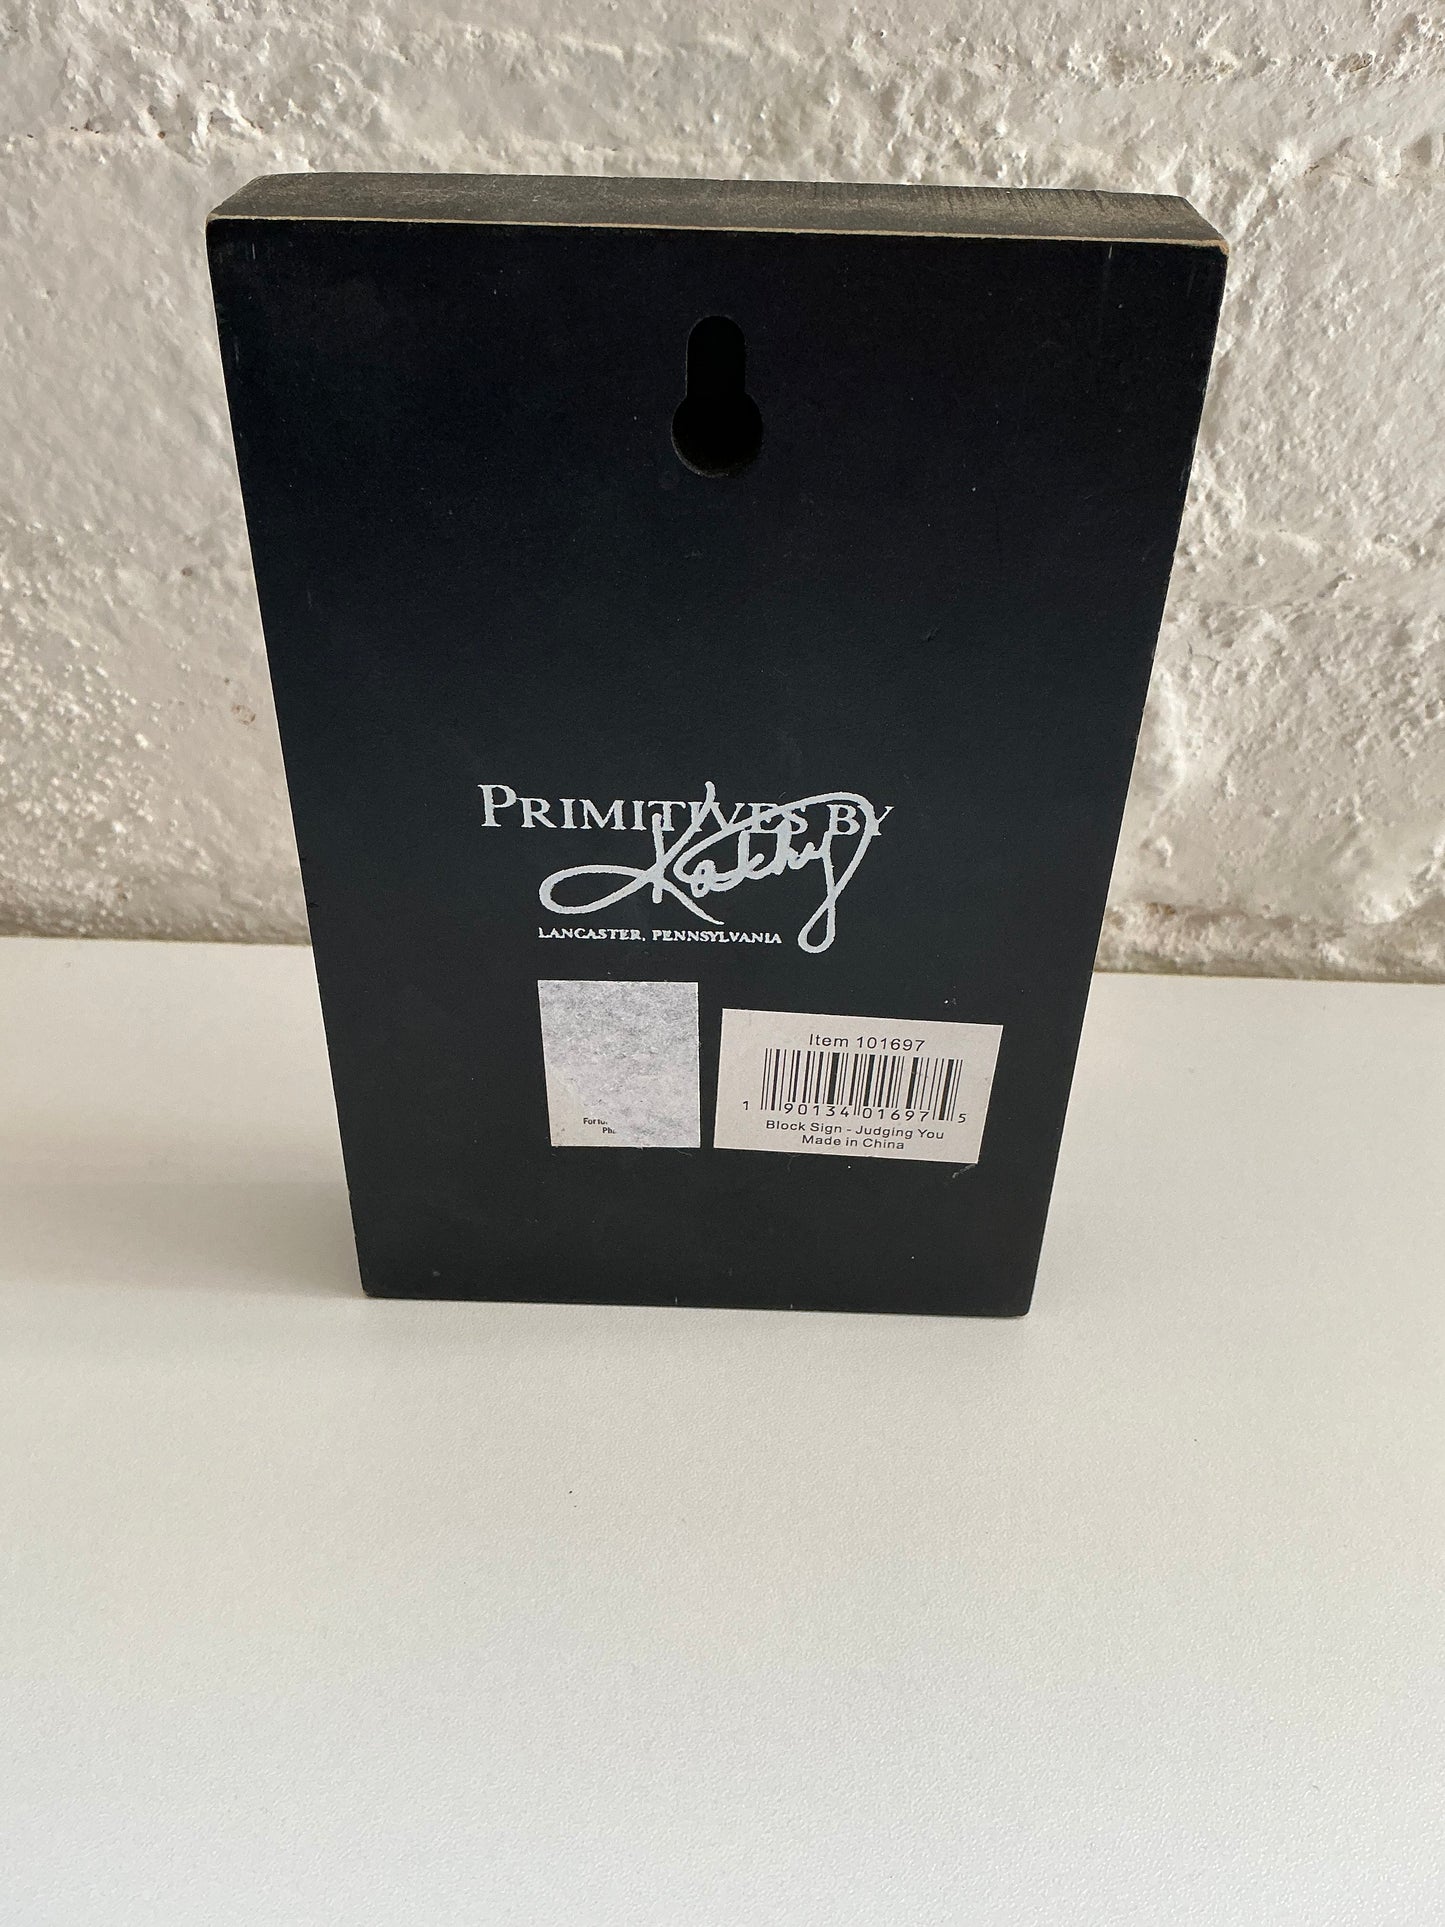 PRIMITIVES BY
Kathy
LANCASTER, PENNSYLVANIA
Item 101697
1 90134 01697 5
Block Sign - Judging You
Made in China